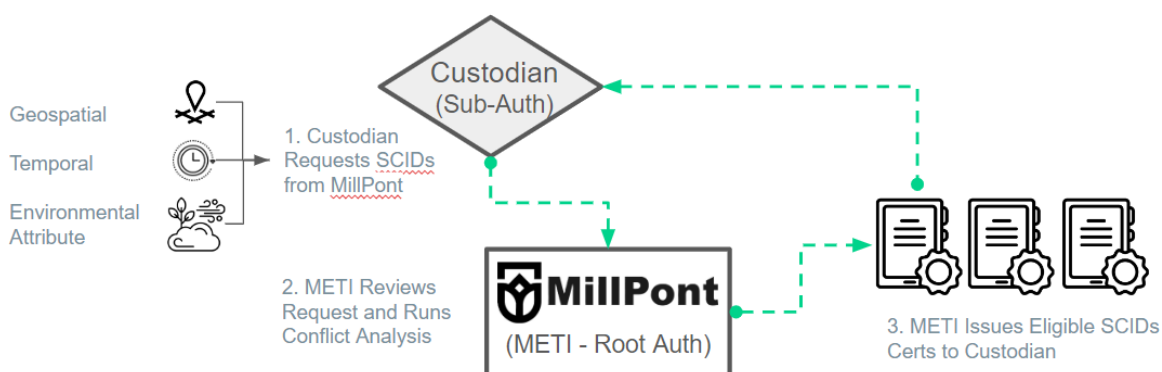 Custodian
(Sub-Auth)
Geospatial
Temporal
Environmental
Attribute
1. Custodian
Requests SCIDs
from MillPont
2. METI Reviews
Request and Runs
Conflict Analysis
MillPont
(METI - Root Auth)
3. METI Issues Eligible SCIDs
Certs to Custodian